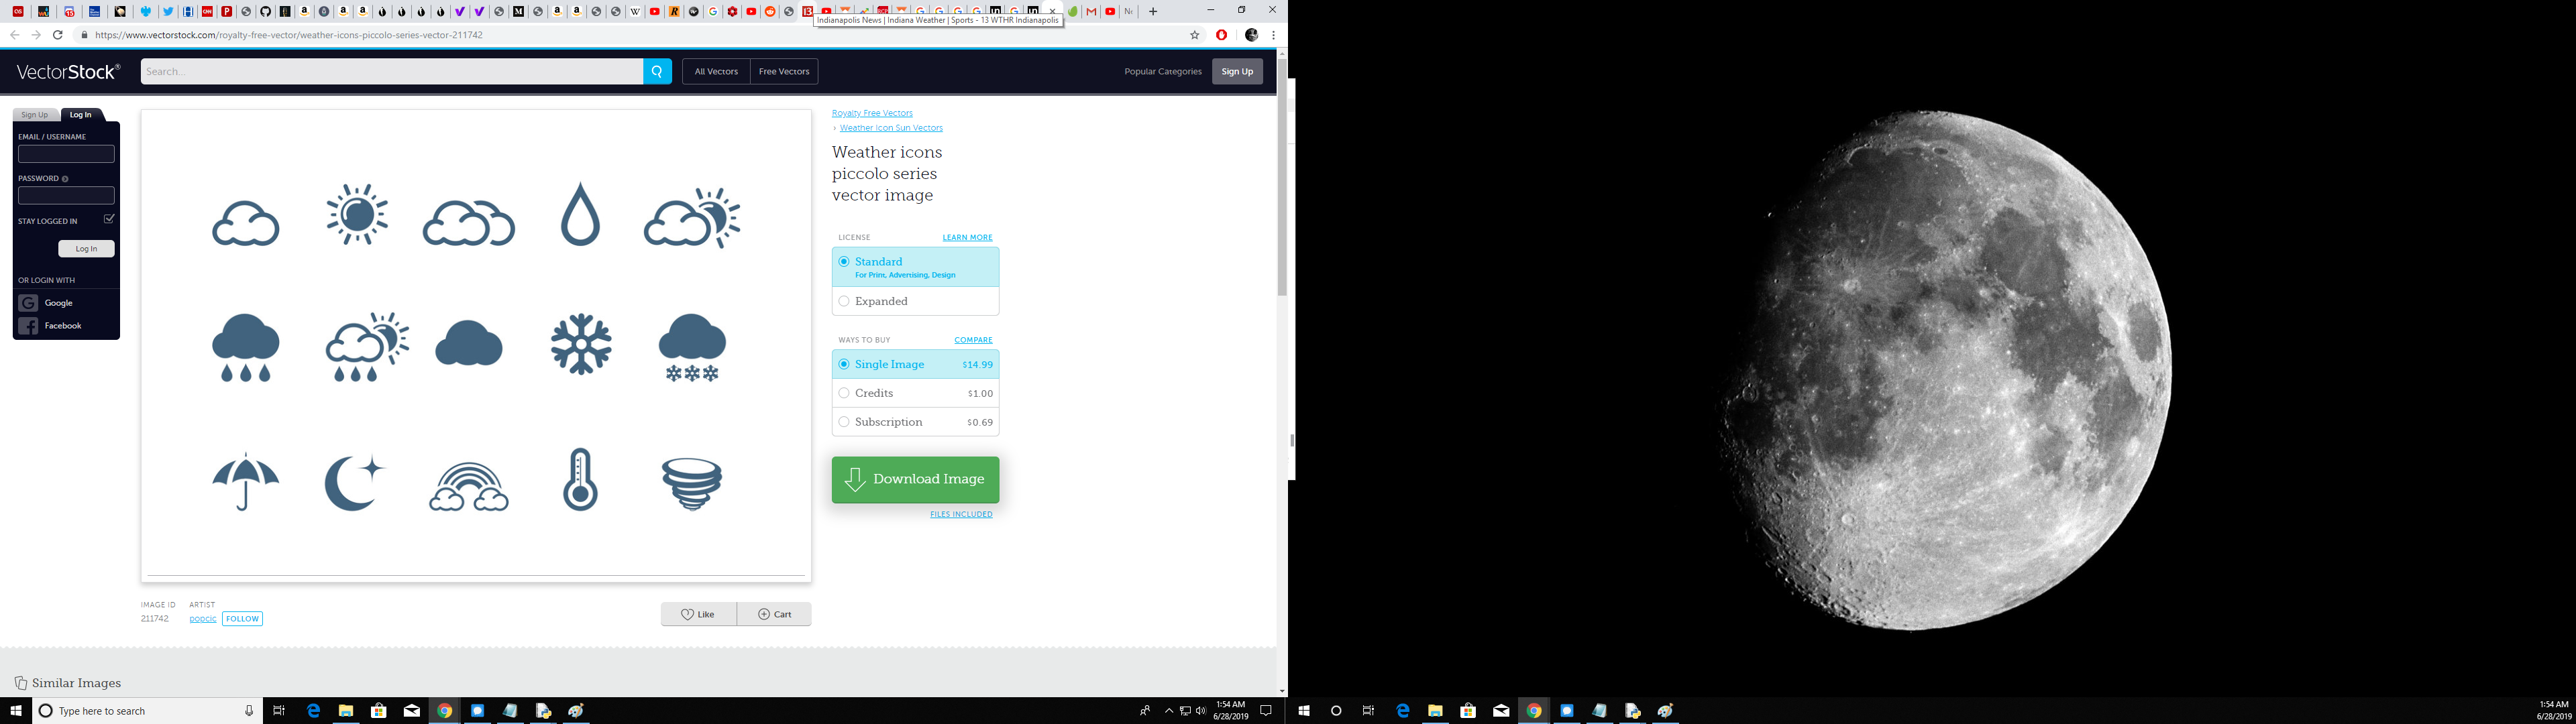 Indianapolis News | Indiana Weather | Sports - 13 WTHR Indianapolis
https://www.vectorstock.com/royalty-free-vector/weather-icons-piccolo-series-vector-211742
VectorStock®
Search...
All Vectors
Free Vectors
Popular Categories
Sign Up
Sign Up
Log In
EMAIL / USERNAME
PASSWORD
STAY LOGGED IN
Log In
OR LOGIN WITH
Google
Facebook
Royalty Free Vectors
› Weather Icon Sun Vectors
Weather icons
piccolo series
vector image
LICENSE
LEARN MORE
Standard
For Print, Advertising, Design
Expanded
WAYS TO BUY
COMPARE
Single Image $14.99
Credits $1.00
Subscription $0.69
Download Image
FILES INCLUDED
IMAGE ID
211742
ARTIST
popcic
FOLLOW
Like
Cart
Similar Images
Type here to search
1:54 AM
6/28/2019
1:54 AM
6/28/2019